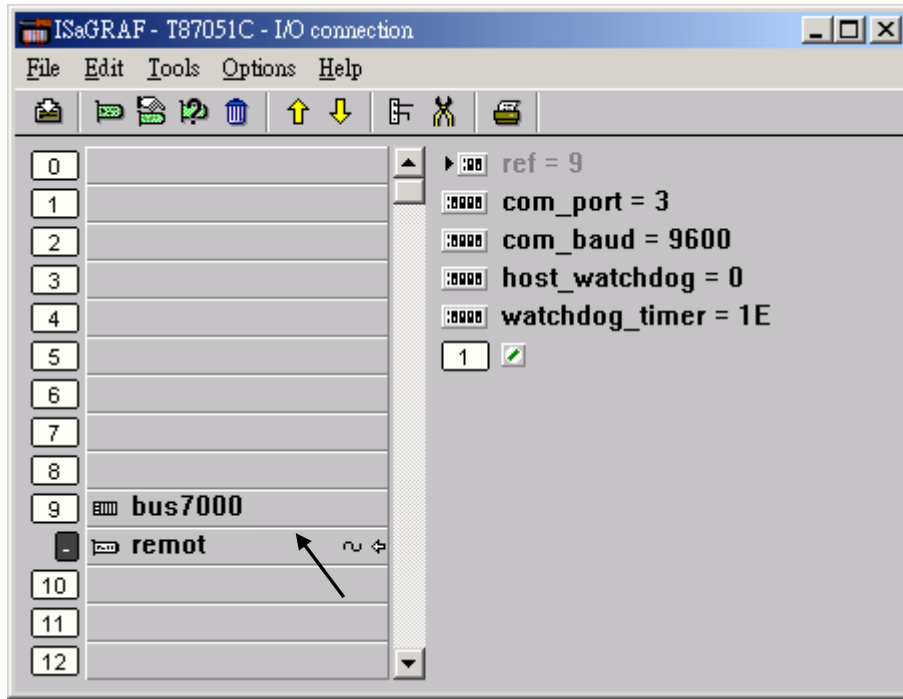 ISaGRAF - T87051C - I/O connection
File Edit Tools Options Help
0
1
2
3
4
5
6
7
8
9 bus7000
- remot
10
11
12
ref = 9
com_port = 3
com_baud = 9600
host_watchdog = 0
watchdog_timer = 1E
1